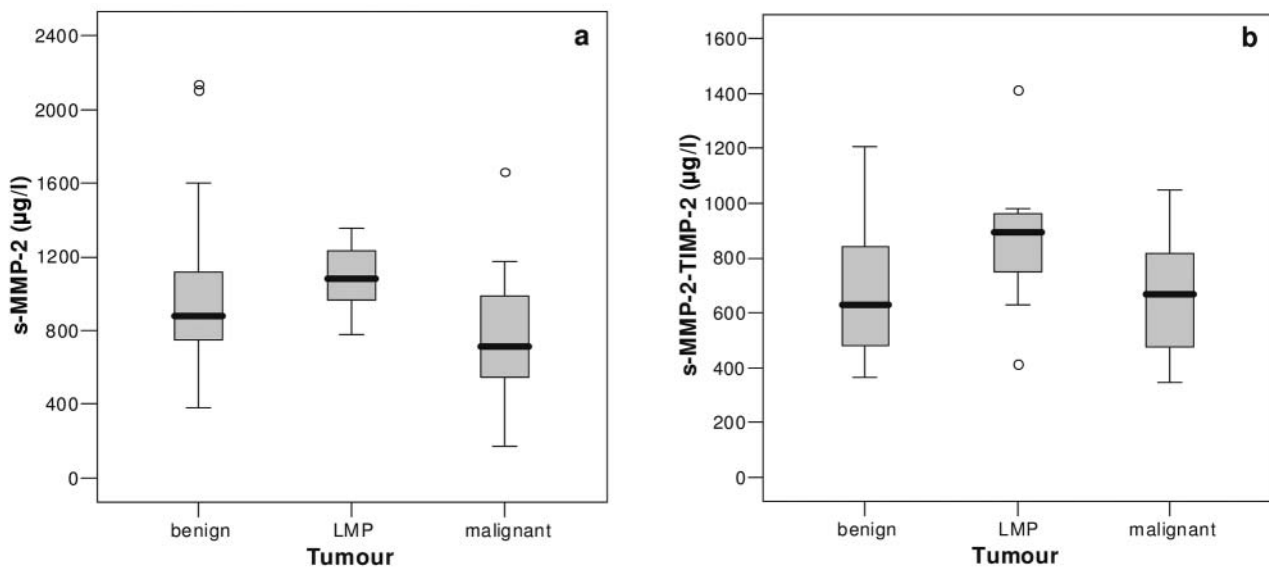 a
s-MMP-2 (µg/l)
2400
2000
1600
1200
800
400
0
benign LMP malignant
Tumour
b
s-MMP-2-TIMP-2 (µg/l)
1600
1400
1200
1000
800
600
400
200
0
benign LMP malignant
Tumour